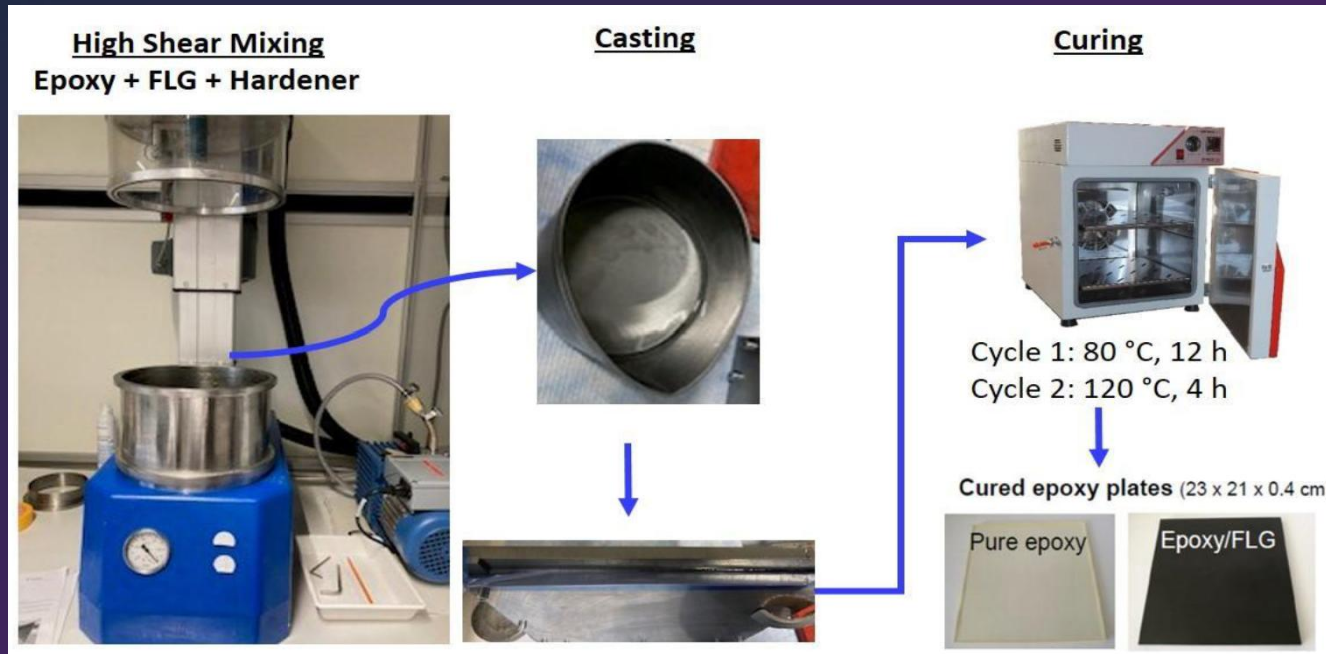 High Shear Mixing
Epoxy + FLG + Hardener
Casting
Curing
Cycle 1: 80 °C, 12 h
Cycle 2: 120 °C, 4 h
Cured epoxy plates (23 x 21 x 0.4 cm
Pure epoxy
Epoxy/FLG